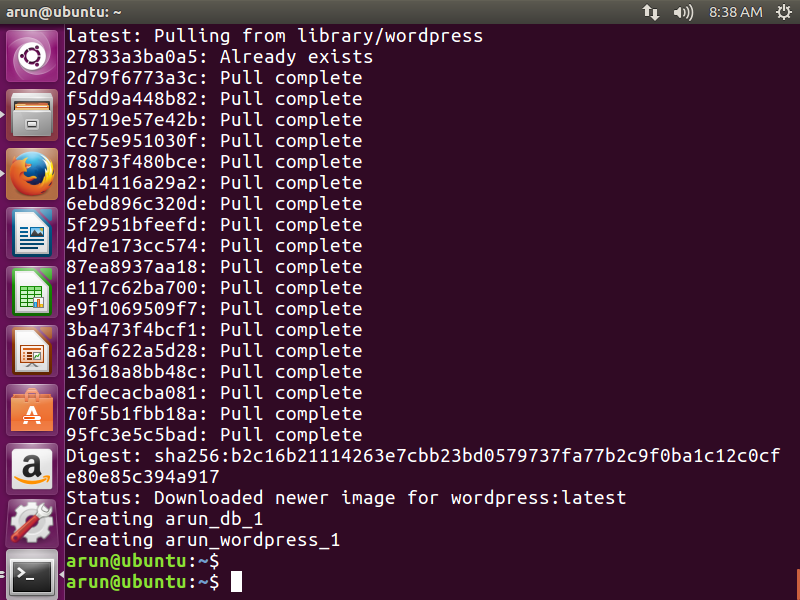 arun@ubuntu: ~
8:38 AM
latest: Pulling from library/wordpress
27833a3ba0a5: Already exists
2d79f6773a3c: Pull complete
f5dd9a448b82: Pull complete
95719e57e42b: Pull complete
cc75e951030f: Pull complete
78873f480bce: Pull complete
1b14116a29a2: Pull complete
6ebd896c320d: Pull complete
5f2951bfeefd: Pull complete
4d7e173cc574: Pull complete
87ea8937aa18: Pull complete
e117c62ba700: Pull complete
e9f1069509f7: Pull complete
3ba473f4bcf1: Pull complete
a6af622a5d28: Pull complete
13618a8bb48c: Pull complete
cfdecacba081: Pull complete
70f5b1fbb18a: Pull complete
95fc3e5c5bad: Pull complete
Digest: sha256:b2c16b21114263e7cbb23bd0579737fa77b2c9f0ba1c12c0cf
e80e85c394a917
Status: Downloaded newer image for wordpress:latest
Creating arun_db_1
Creating arun_wordpress_1
arun@ubuntu:~$
arun@ubuntu:~$